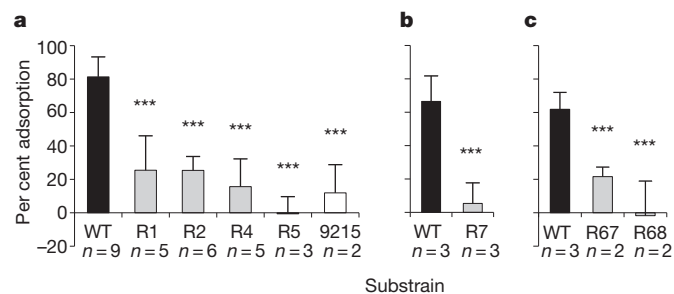 a
b
c
100
80
60
40
20
0
–20
Per cent adsorption
***
***
***
***
***
***
***
***
WT R1 R2 R4 R5 9215
n=9 n=5 n=6 n=5 n=3 n=2
WT R7
n=3 n=3
WT R67 R68
n=3 n=2 n=2
Substrain